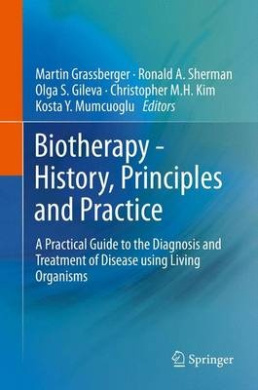 Martin Grassberger · Ronald A. Sherman
Olga S. Gileva · Christopher M.H. Kim
Kosta Y. Mumcuoglu Editors
Biotherapy -
History, Principles
and Practice
A Practical Guide to the Diagnosis and
Treatment of Disease using Living
Organisms
Springer